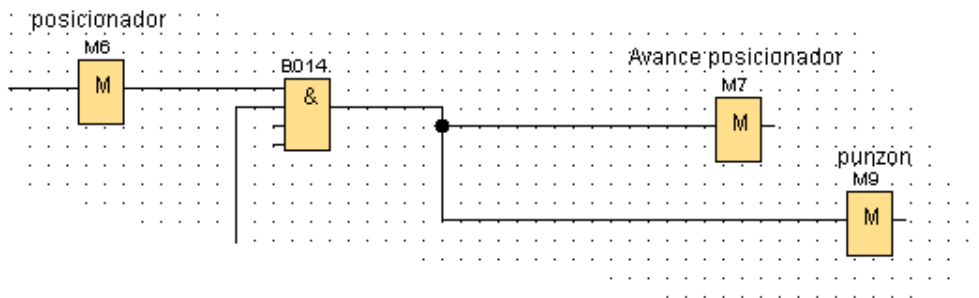 posicionador
M6
M
B014
&
Avance posicionador
M7
M
punzon
M9
M